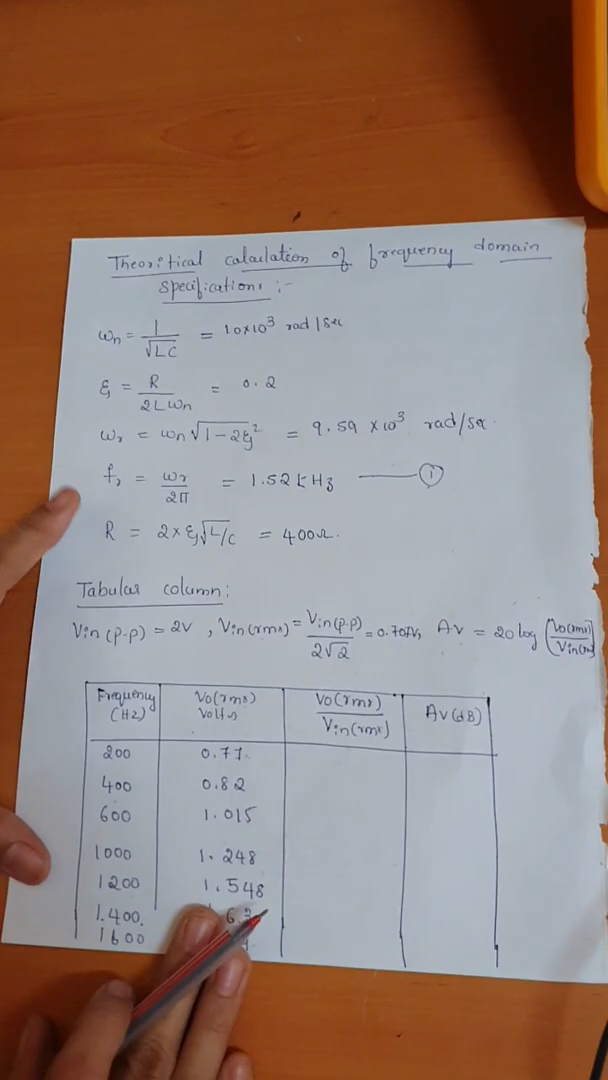 Theoritical calculation of frequency domain
specifications :-
ωn = 1/√LC = 10×10³ rad/sec
ξ = R/2Lωn = 0.2
ωr = ωn√1-2ξ² = 9.59 ×10³ rad/sec
fr = ωr/2π = 1.52 kHz ——— ①
R = 2×ξ√L/C = 400Ω.
Tabular column:
Vin(p-p) = 2V, Vin(rms) = Vin(p-p)/2√2 = 0.707V, Av = 20log (Vo(rms)/Vin(rms)
Frequency (Hz) Vo(rms) Volts Vo(rms)/Vin(rms) Av(dB)
200 0.77
400 0.82
600 1.015
1000 1.248
1200 1.548
1.400.
1600